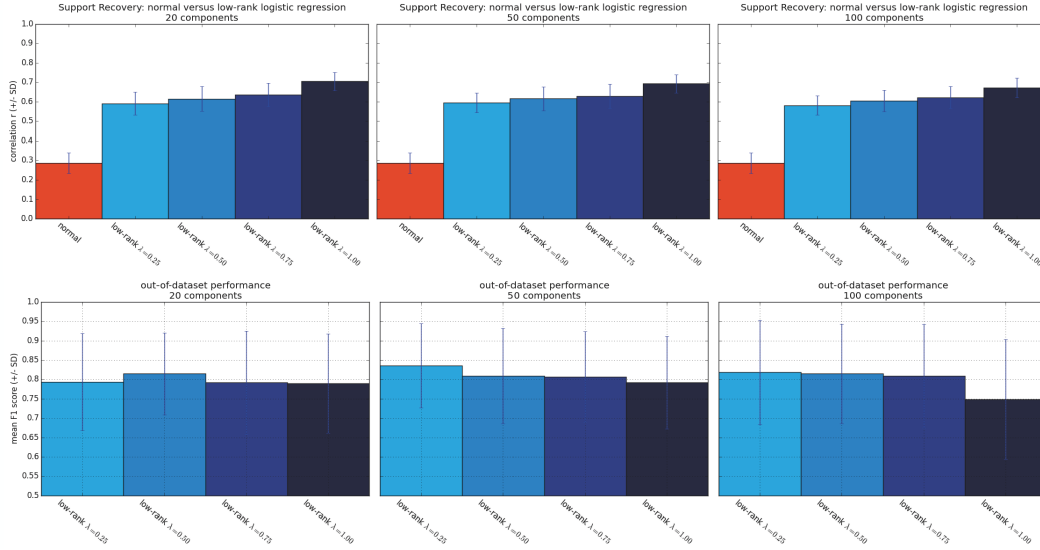 Support Recovery: normal versus low-rank logistic regression
20 components
Support Recovery: normal versus low-rank logistic regression
50 components
Support Recovery: normal versus low-rank logistic regression
100 components
correlation r (+/- SD)
1.0
0.9
0.8
0.7
0.6
0.5
0.4
0.3
0.2
0.1
0.0
normal
low-rank λ=0.25
low-rank λ=0.50
low-rank λ=0.75
low-rank λ=1.00
normal
low-rank λ=0.25
low-rank λ=0.50
low-rank λ=0.75
low-rank λ=1.00
normal
low-rank λ=0.25
low-rank λ=0.50
low-rank λ=0.75
low-rank λ=1.00
out-of-dataset performance
20 components
out-of-dataset performance
50 components
out-of-dataset performance
100 components
mean F1 score (+/- SD)
1.0
0.95
0.9
0.85
0.8
0.75
0.7
0.65
0.6
0.55
0.5
low-rank λ=0.25
low-rank λ=0.50
low-rank λ=0.75
low-rank λ=1.00
low-rank λ=0.25
low-rank λ=0.50
low-rank λ=0.75
low-rank λ=1.00
low-rank λ=0.25
low-rank λ=0.50
low-rank λ=0.75
low-rank λ=1.00